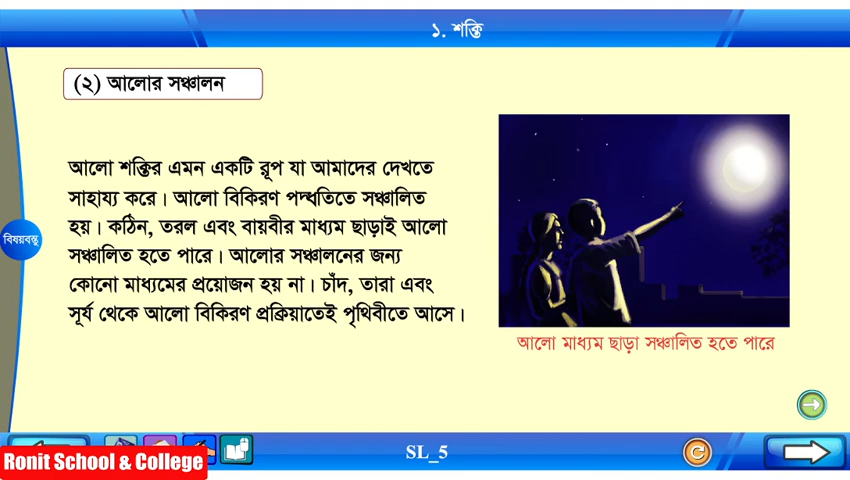 ১. শক্তি
(২) আলোর সঞ্চালন
আলো শক্তির এমন একটি রূপ যা আমাদের দেখতে
সাহায্য করে। আলো বিকিরণ পদ্ধতিতে সঞ্চালিত
হয়। কঠিন, তরল এবং বায়বীর মাধ্যম ছাড়াই আলো
সঞ্চালিত হতে পারে। আলোর সঞ্চালনের জন্য
কোনো মাধ্যমের প্রয়োজন হয় না। চাঁদ, তারা এবং
সূর্য থেকে আলো বিকিরণ প্রক্রিয়াতেই পৃথিবীতে আসে।
আলো মাধ্যম ছাড়া সঞ্চালিত হতে পারে
বিষয়বস্তু
Ronit School & College
SL_5